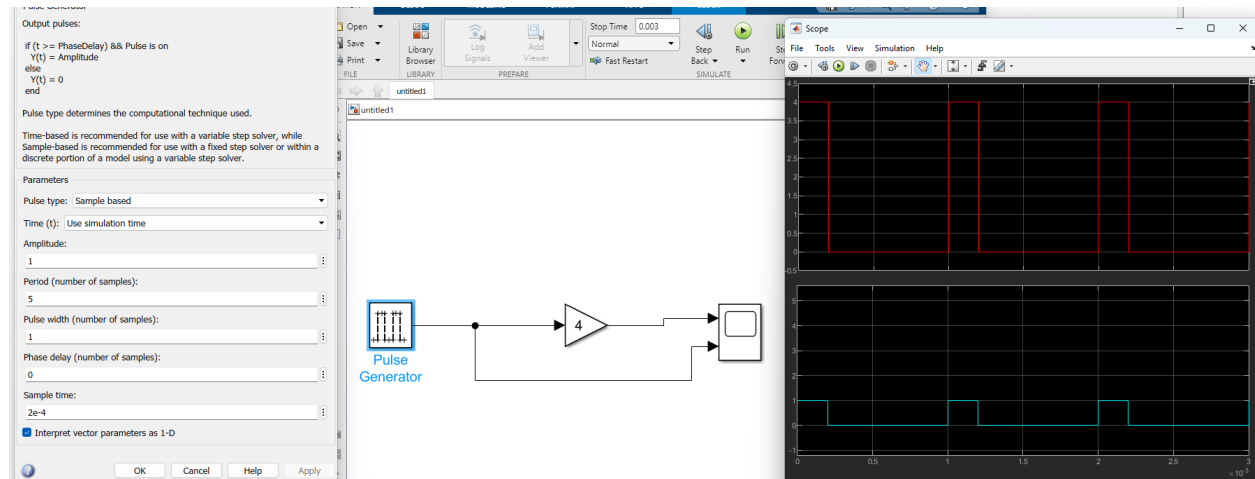 Pulse Generator
Output pulses:
if (t >= PhaseDelay) && Pulse is on
Y(t) = Amplitude
else
Y(t) = 0
end
Pulse type determines the computational technique used.
Time-based is recommended for use with a variable step solver, while
Sample-based is recommended for use with a fixed step solver or within a
discrete portion of a model using a variable step solver.
Parameters
Pulse type: Sample based
Time (t): Use simulation time
Amplitude:
1
Period (number of samples):
5
Pulse width (number of samples):
1
Phase delay (number of samples):
0
Sample time:
2e-4
Interpret vector parameters as 1-D
OK Cancel Help Apply
Open
Save
Print
FILE
Library
Browser
LIBRARY
Log
Signals
Add
Viewer
PREPARE
Stop Time 0.003
Normal
Fast Restart
Step
Back
Run
SIMULATE
untitled1
untitled1
Pulse
Generator
4
Scope
File Tools View Simulation Help
4.5
4
3.5
3
2.5
2
1.5
1
0.5
0
-0.5
5
4
3
2
1
0
-1
0 0.5 1 1.5 2 2.5 3
×10⁻³